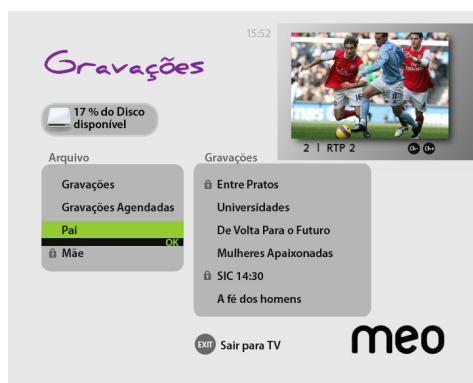 15:52
Gravações
17 % do Disco
disponível
2 | RTP 2
Ch- Ch+
Arquivo
Gravações
Gravações Agendadas
Pai
OK
Mãe
Gravações
Entre Pratos
Universidades
De Volta Para o Futuro
Mulheres Apaixonadas
SIC 14:30
A fé dos homens
EXIT Sair para TV
meo